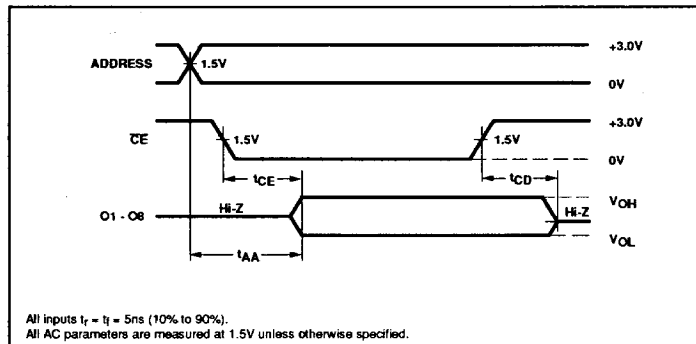 +3.0V
ADDRESS
1.5V
0V
+3.0V
CE
1.5V
1.5V
0V
tCE
tCD
VOH
O1 - O8
Hi-Z
Hi-Z
VOL
tAA
All inputs tr = tf = 5ns (10% to 90%).
All AC parameters are measured at 1.5V unless otherwise specified.